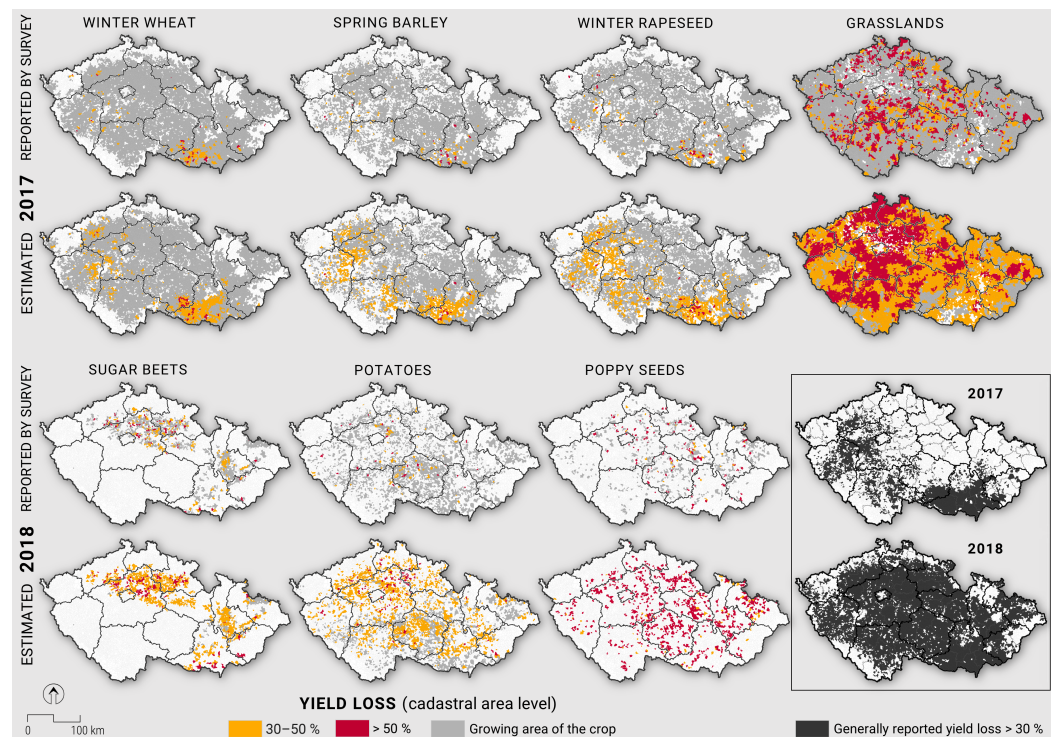 WINTER WHEAT
SPRING BARLEY
WINTER RAPESEED
GRASSLANDS
REPORTED BY SURVEY
2017
ESTIMATED
SUGAR BEETS
POTATOES
POPPY SEEDS
REPORTED BY SURVEY
2018
ESTIMATED
2017
2018
YIELD LOSS (cadastral area level)
0 100 km
30–50 %
> 50 %
Growing area of the crop
Generally reported yield loss > 30 %